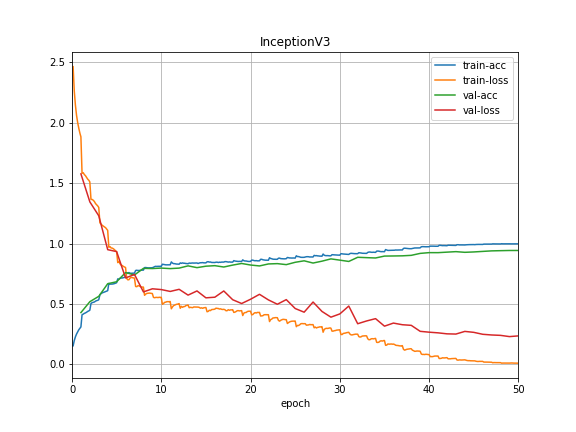 InceptionV3
2.5
2.0
1.5
1.0
0.5
0.0
train-acc
train-loss
val-acc
val-loss
0 10 20 30 40 50
epoch